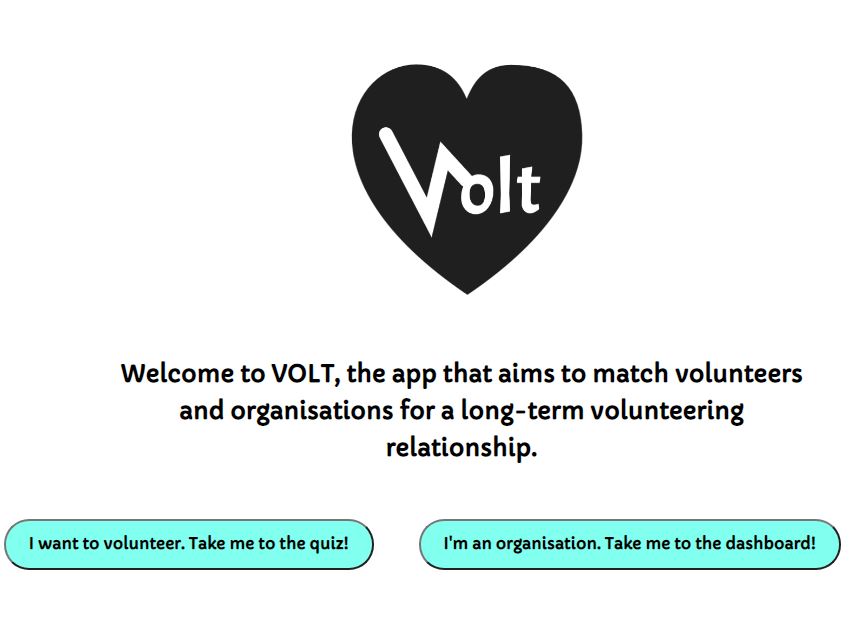 Volt
Welcome to VOLT, the app that aims to match volunteers
and organisations for a long-term volunteering
relationship.
I want to volunteer. Take me to the quiz!
I'm an organisation. Take me to the dashboard!